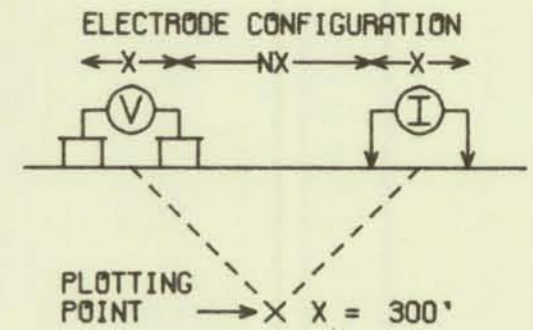 ELECTRODE CONFIGURATION
X NX X
V I
PLOTTING
POINT X X = 300'